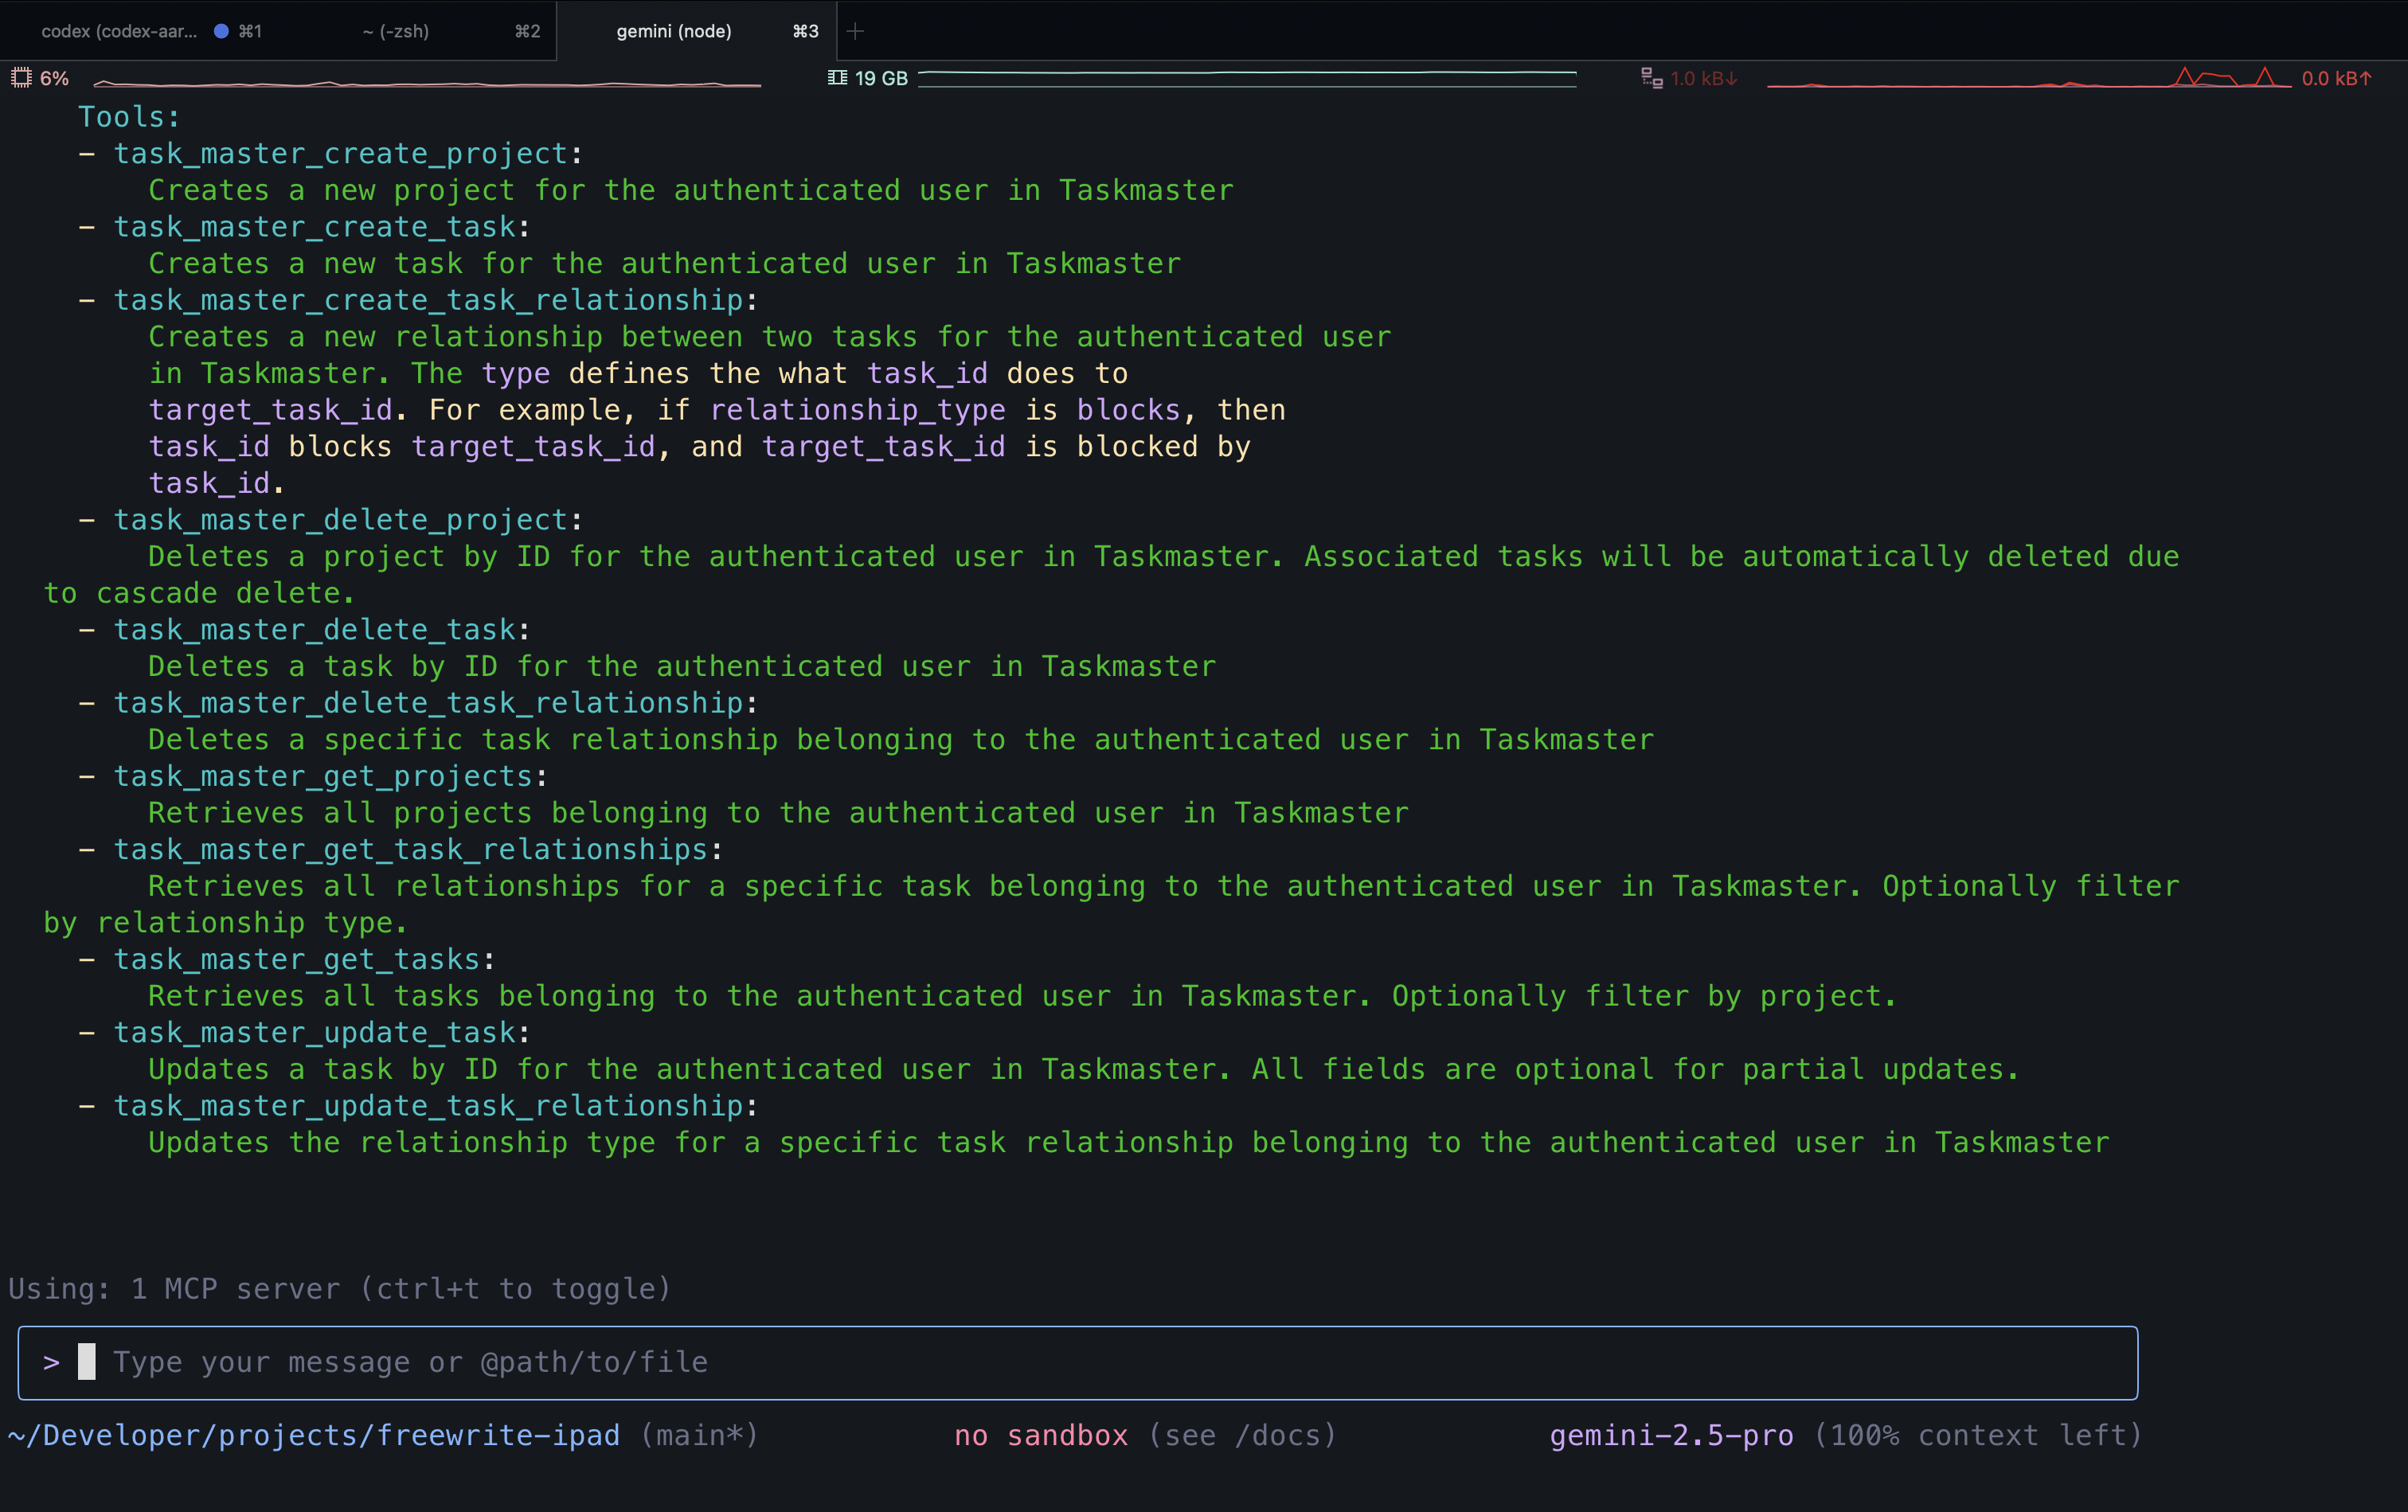 codex (codex-aar... ⌘1 ~ (-zsh) ⌘2 gemini (node) ⌘3
6% 19 GB 1.0 kB↓ 0.0 kB↑
Tools:
- task_master_create_project:
Creates a new project for the authenticated user in Taskmaster
- task_master_create_task:
Creates a new task for the authenticated user in Taskmaster
- task_master_create_task_relationship:
Creates a new relationship between two tasks for the authenticated user
in Taskmaster. The type defines the what task_id does to
target_task_id. For example, if relationship_type is blocks, then
task_id blocks target_task_id, and target_task_id is blocked by
task_id.
- task_master_delete_project:
Deletes a project by ID for the authenticated user in Taskmaster. Associated tasks will be automatically deleted due
to cascade delete.
- task_master_delete_task:
Deletes a task by ID for the authenticated user in Taskmaster
- task_master_delete_task_relationship:
Deletes a specific task relationship belonging to the authenticated user in Taskmaster
- task_master_get_projects:
Retrieves all projects belonging to the authenticated user in Taskmaster
- task_master_get_task_relationships:
Retrieves all relationships for a specific task belonging to the authenticated user in Taskmaster. Optionally filter
by relationship type.
- task_master_get_tasks:
Retrieves all tasks belonging to the authenticated user in Taskmaster. Optionally filter by project.
- task_master_update_task:
Updates a task by ID for the authenticated user in Taskmaster. All fields are optional for partial updates.
- task_master_update_task_relationship:
Updates the relationship type for a specific task relationship belonging to the authenticated user in Taskmaster
Using: 1 MCP server (ctrl+t to toggle)
> Type your message or @path/to/file
~/Developer/projects/freewrite-ipad (main*) no sandbox (see /docs) gemini-2.5-pro (100% context left)